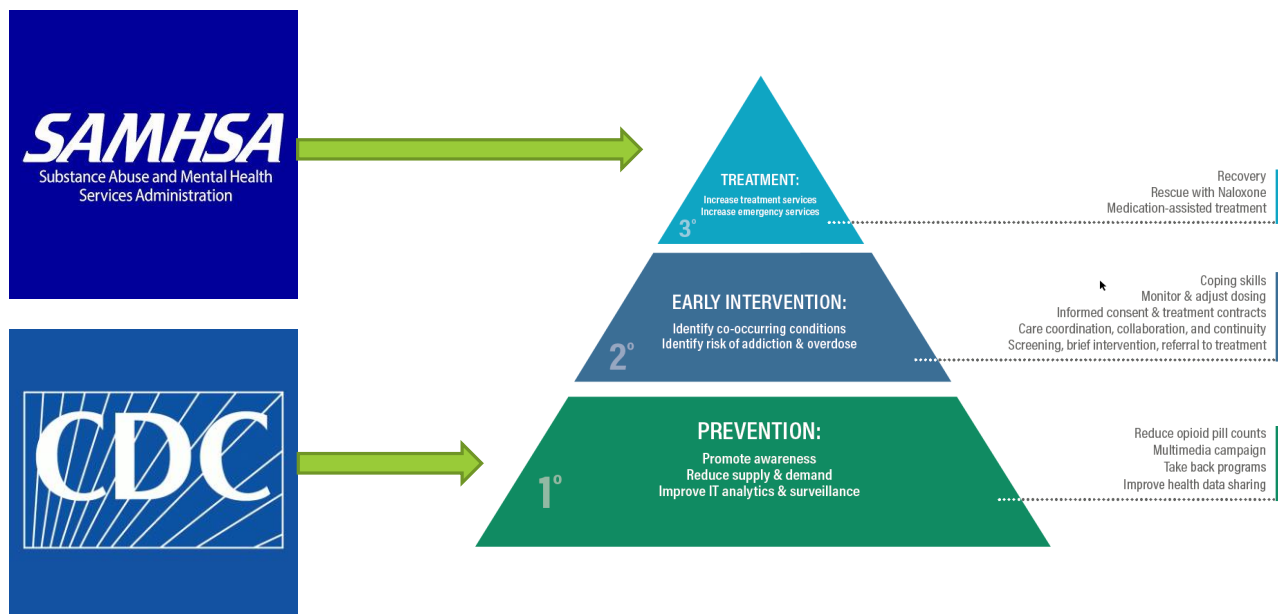 SAMHSA
Substance Abuse and Mental Health
Services Administration
CDC
TREATMENT:
Increase treatment services
Increase emergency services
3°
Recovery
Rescue with Naloxone
Medication-assisted treatment
EARLY INTERVENTION:
Identify co-occurring conditions
Identify risk of addiction & overdose
2°
Coping skills
Monitor & adjust dosing
Informed consent & treatment contracts
Care coordination, collaboration, and continuity
Screening, brief intervention, referral to treatment
PREVENTION:
Promote awareness
Reduce supply & demand
Improve IT analytics & surveillance
1°
Reduce opioid pill counts
Multimedia campaign
Take back programs
Improve health data sharing